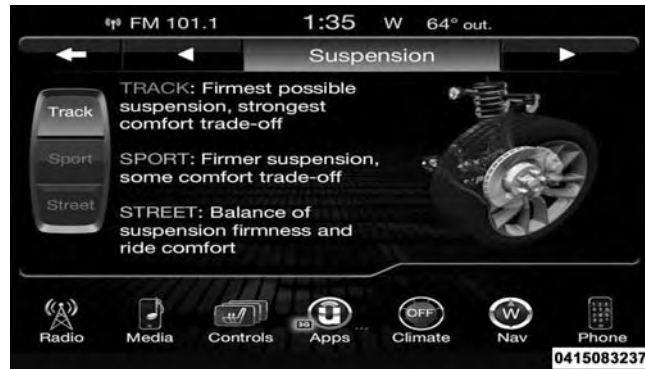 FM 101.1 1:35 W 64° out.
Suspension
Track
Sport
Street
TRACK: Firmest possible
suspension, strongest
comfort trade-off
SPORT: Firmer suspension,
some comfort trade-off
STREET: Balance of
suspension firmness and
ride comfort
3G
OFF
W
Radio Media Controls Apps ... Climate Nav Phone
0415083237